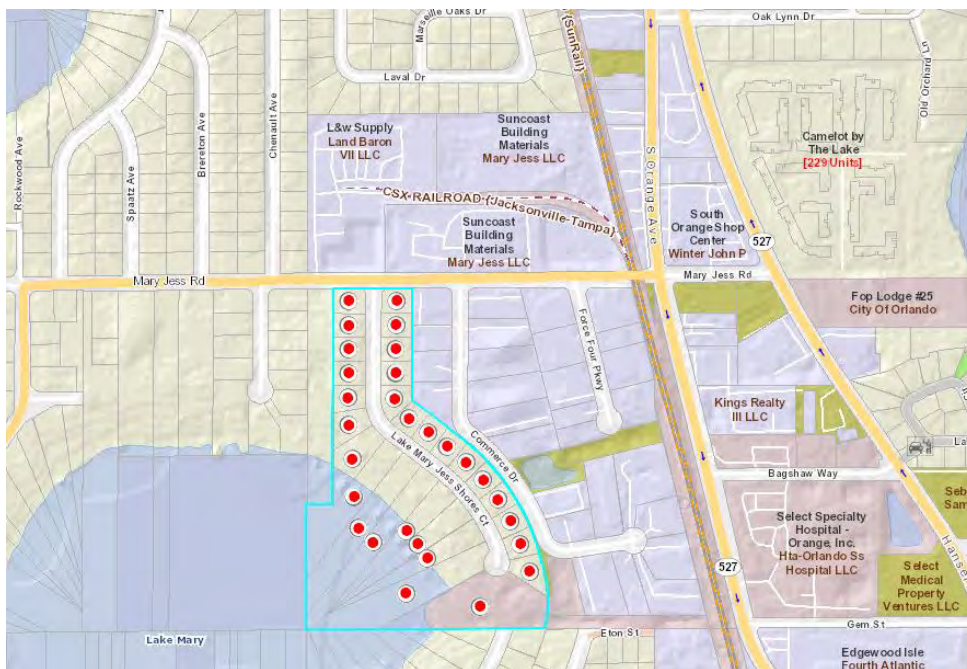 Marseille Oaks Dr
Oak Lynn Dr
{SunRail}
Laval Dr
Old Orchard Ln
Rockwood Ave
Spaatz Ave
Brereton Ave
Chenault Ave
L&w Supply
Land Baron
VII LLC
Suncoast
Building
Materials
Mary Jess LLC
S Orange Ave
Camelot by
The Lake
[229 Units]
CSX RAILROAD {Jacksonville-Tampa}
Suncoast
Building
Materials
Mary Jess LLC
South
Orange Shop
Center
Winter John P
527
Mary Jess Rd
Mary Jess Rd
Fop Lodge #25
City Of Orlando
Force Four Pkwy
Kings Realty
III LLC
Lake Mary Jess Shores Ct
Commerce Dr
La
Bagshaw Way
Seb
Sam
Select Specialty
Hospital -
Orange, Inc.
Hta-Orlando Ss
Hospital LLC
Hanse
527
Select
Medical
Property
Ventures LLC
Lake Mary
Eton St
Gem St
Edgewood Isle
Fourth Atlantic